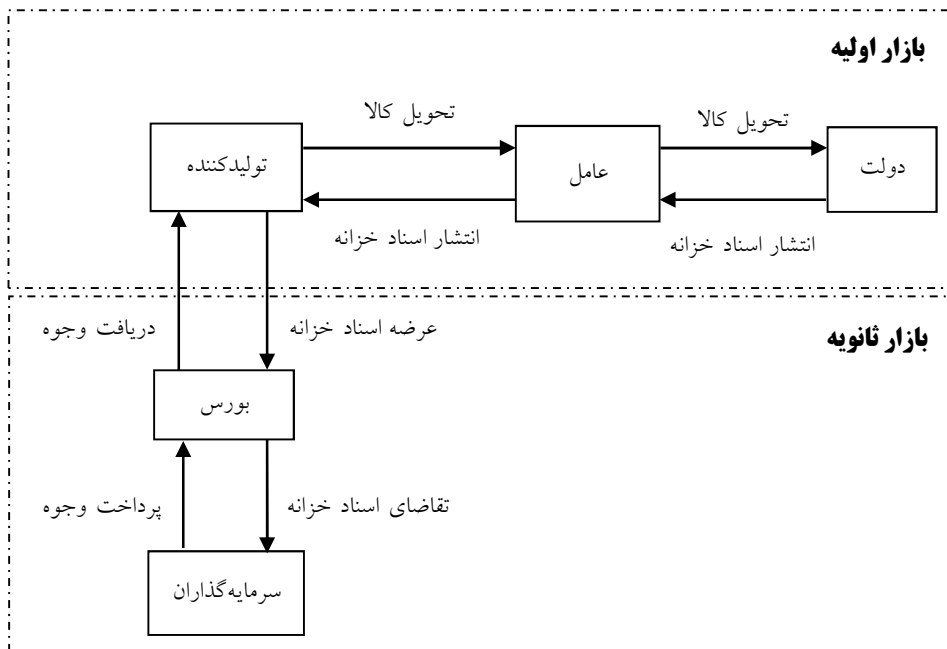 بازار اولیه
تحویل کالا
تحویل کالا
دولت
عامل
تولیدکننده
انتشار اسناد خزانه
انتشار اسناد خزانه
بازار ثانویه
عرضه اسناد خزانه
دریافت وجوه
بورس
تقاضای اسناد خزانه
پرداخت وجوه
سرمایه‌گذاران